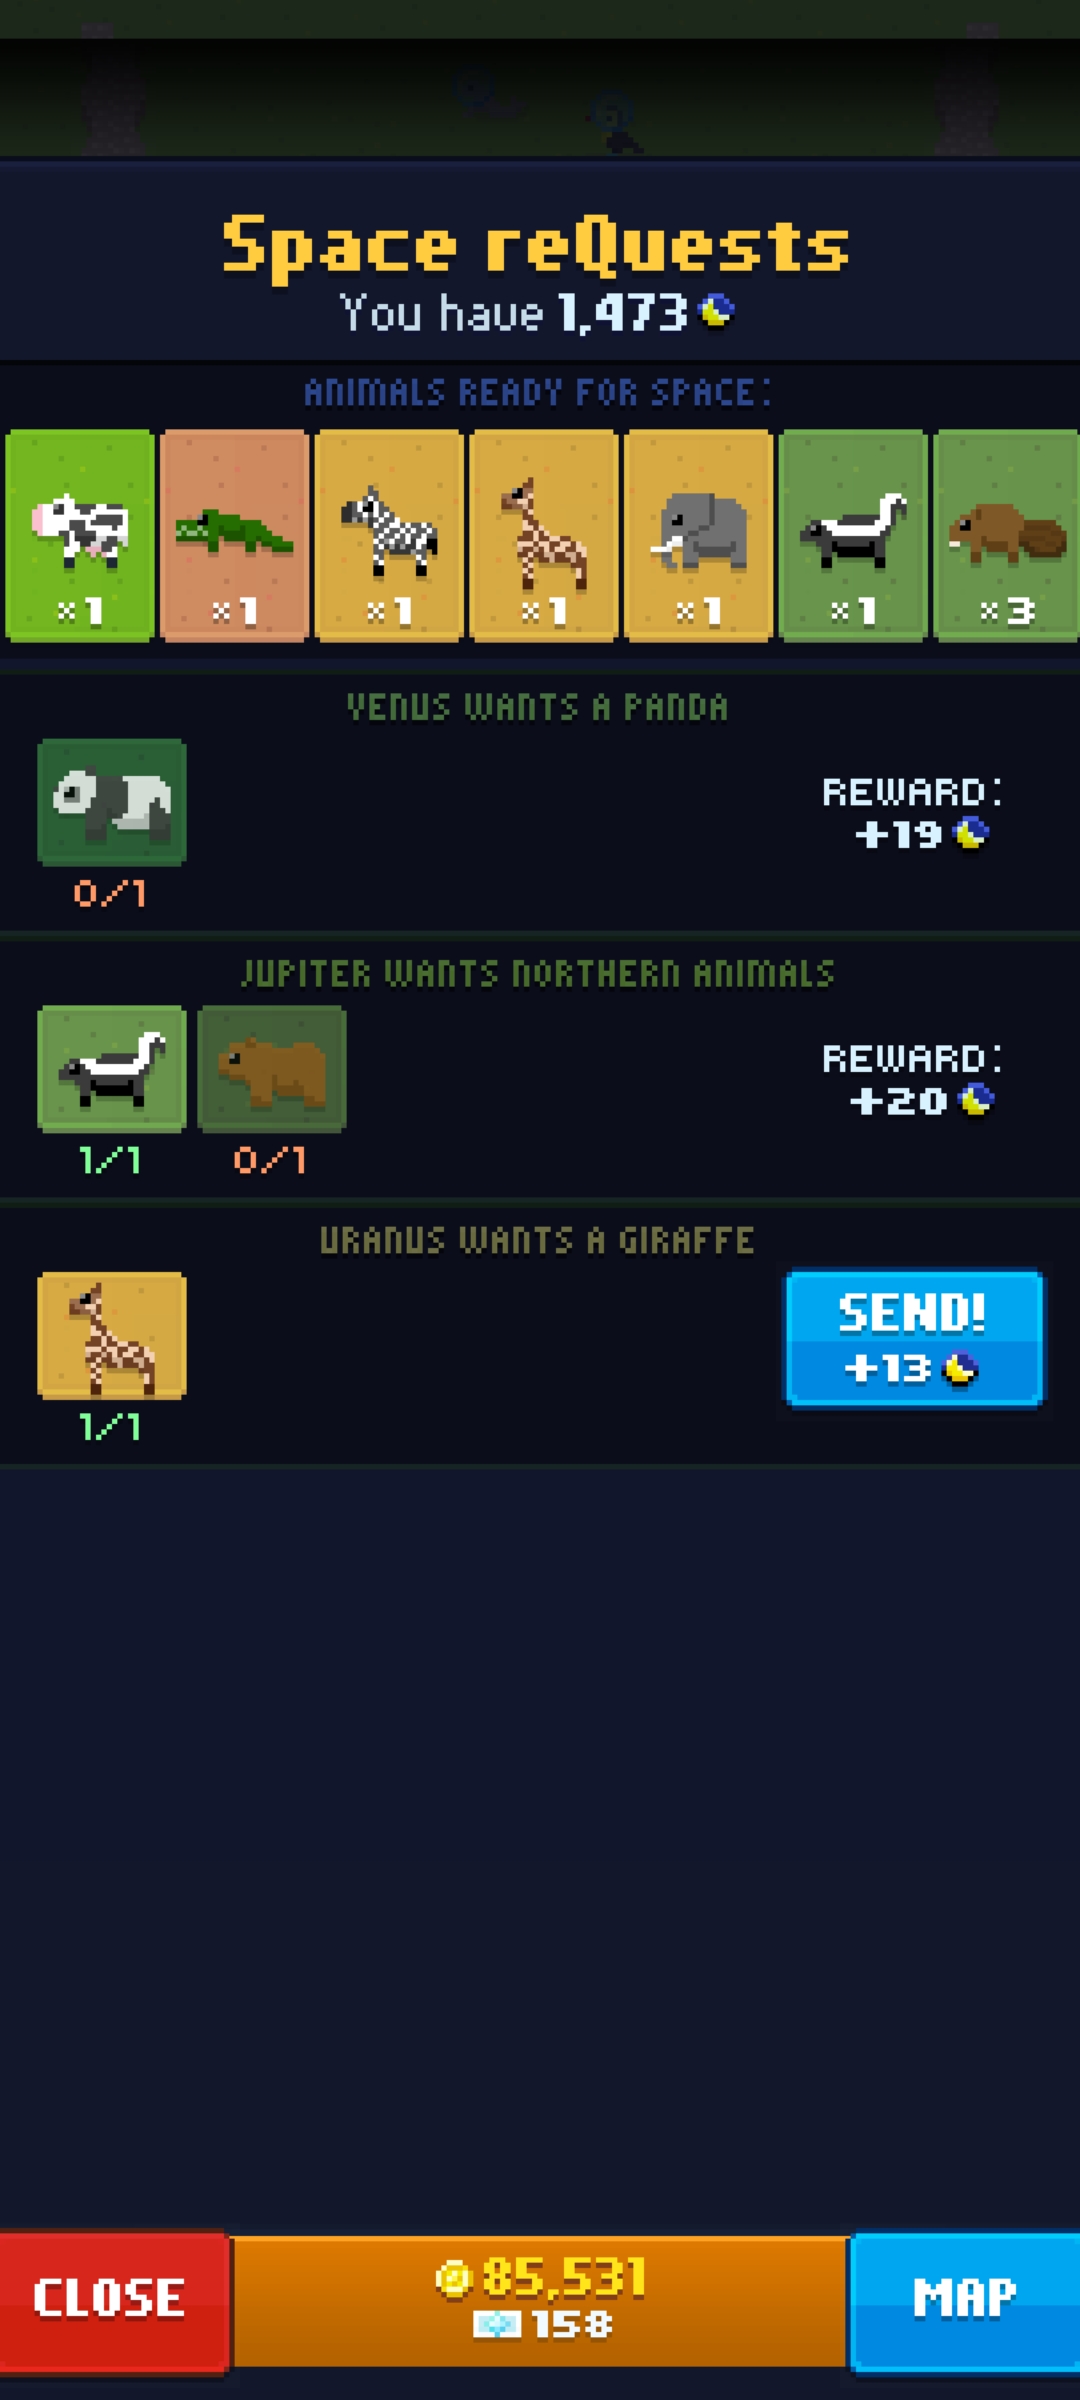 Space reQuests
You have 1,473
ANIMALS READY FOR SPACE:
×1 ×1 ×1 ×1 ×1 ×1 ×3
VENUS WANTS A PANDA
REWARD:
+19
0/1
JUPITER WANTS NORTHERN ANIMALS
REWARD:
+20
1/1 0/1
URANUS WANTS A GIRAFFE
SEND!
+13
1/1
CLOSE
85,531
158
MAP